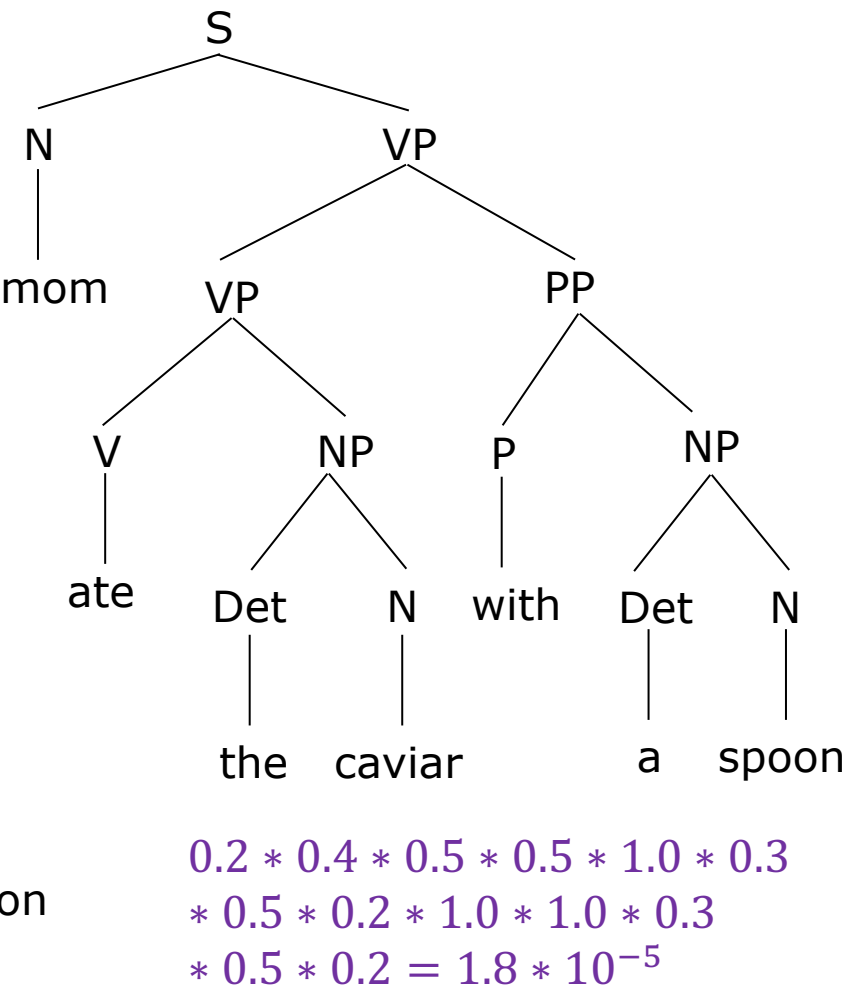 S
N VP
mom VP PP
V NP P NP
ate Det N with Det N
the caviar a spoon
0.2 ∗ 0.4 ∗ 0.5 ∗ 0.5 ∗ 1.0 ∗ 0.3
on ∗ 0.5 ∗ 0.2 ∗ 1.0 ∗ 1.0 ∗ 0.3
∗ 0.5 ∗ 0.2 = 1.8 ∗ 10⁻⁵